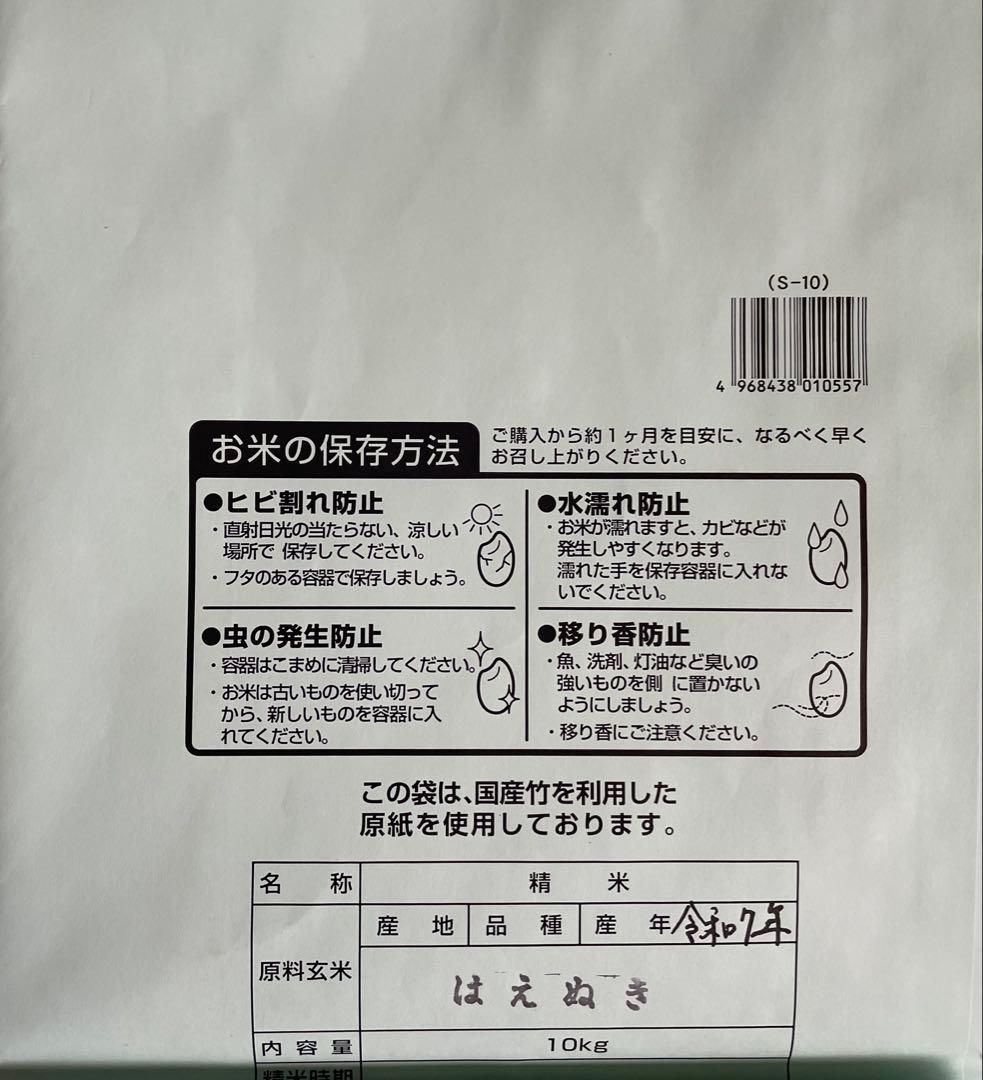 (S-10)
4 968438 010557
お米の保存方法
ご購入から約1ヶ月を目安に、なるべく早く
お召し上がりください。
●ヒビ割れ防止
・直射日光の当たらない、涼しい
場所で 保存してください。
・フタのある容器で保存しましょう。
●水濡れ防止
・お米が濡れますと、カビなどが
発生しやすくなります。
濡れた手を保存容器に入れな
いでください。
●虫の発生防止
・容器はこまめに清掃してください。
・お米は古いものを使い切って
から、新しいものを容器に入
れてください。
●移り香防止
・魚、洗剤、灯油など臭いの
強いものを側 に置かない
ようにしましょう。
・移り香にご注意ください。
この袋は、国産竹を利用した
原紙を使用しております。
名 称 精 米
原料玄米 産 地 品 種 産 年 令和7年
はえぬき
内 容 量 10kg
精米時期